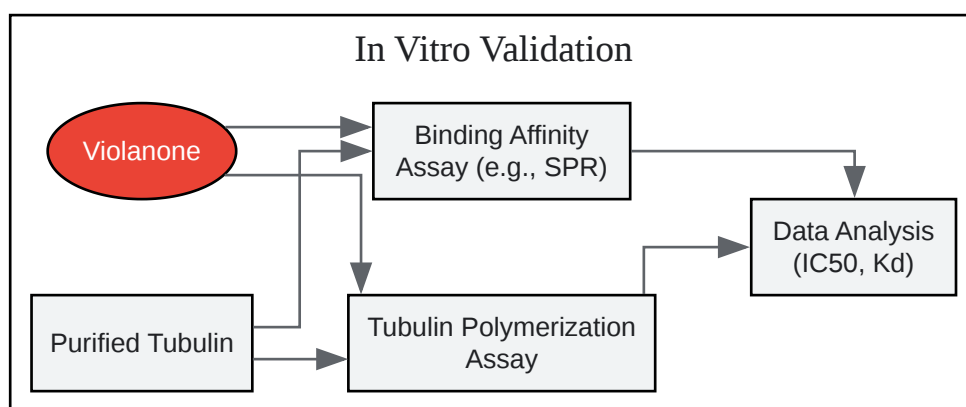 In Vitro Validation
Violanone
Binding Affinity
Assay (e.g., SPR)
Data Analysis
(IC50, Kd)
Purified Tubulin
Tubulin Polymerization
Assay